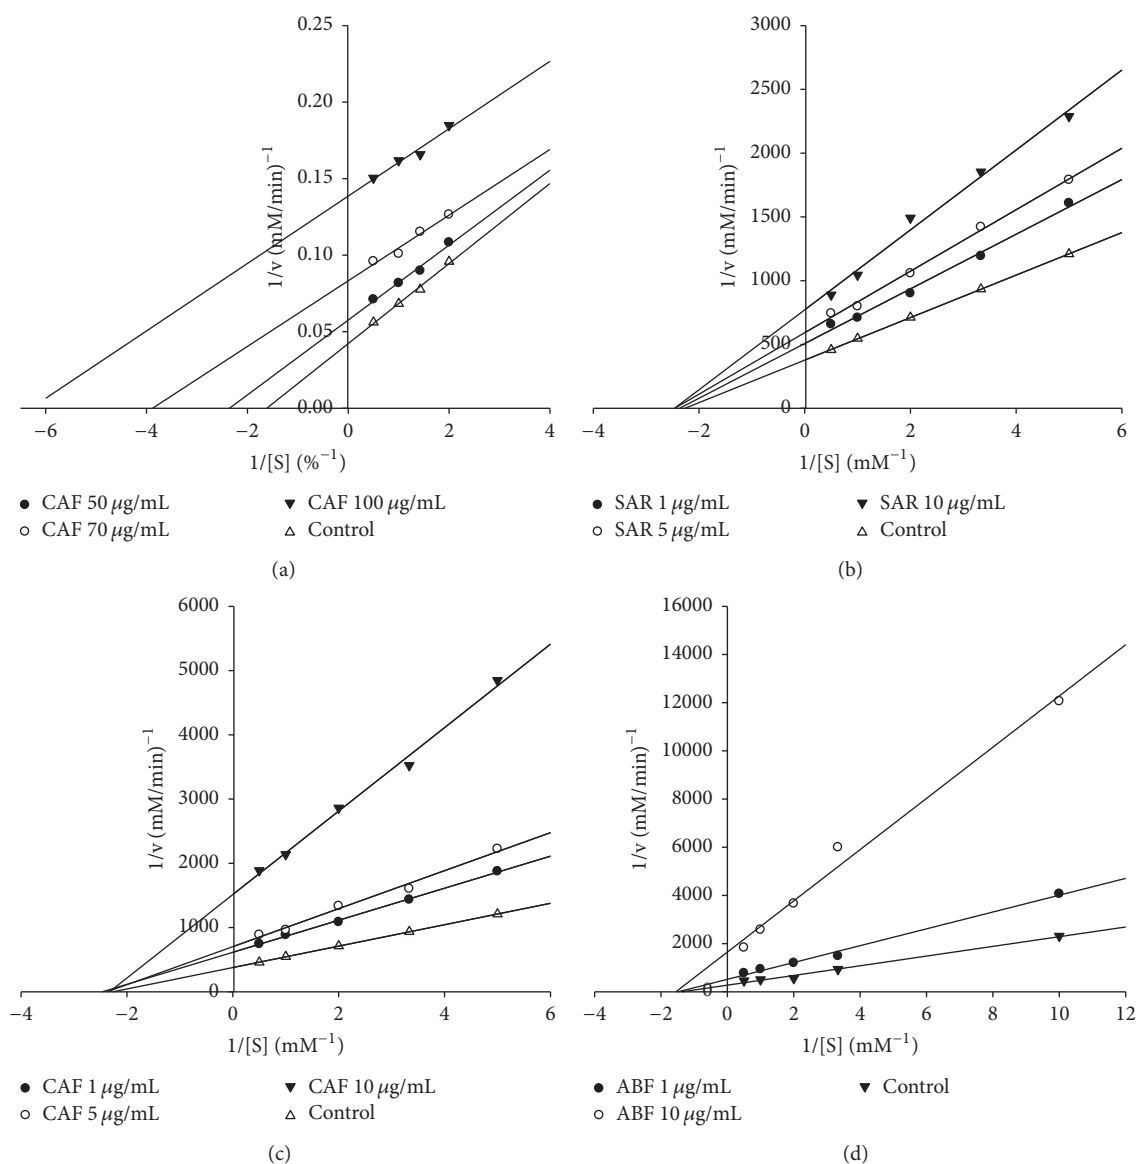 0.25
0.20
0.15
0.10
0.05
0.00
1/v (mM/min)⁻¹
−6 −4 −2 0 2 4
1/[S] (%⁻¹)
CAF 50 μg/mL CAF 100 μg/mL
CAF 70 μg/mL Control
(a)
3000
2500
2000
1500
1000
500
0
1/v (mM/min)⁻¹
−4 −2 0 2 4 6
1/[S] (mM⁻¹)
SAR 1 μg/mL SAR 10 μg/mL
SAR 5 μg/mL Control
(b)
6000
5000
4000
3000
2000
1000
0
1/v (mM/min)⁻¹
−4 −2 0 2 4 6
1/[S] (mM⁻¹)
CAF 1 μg/mL CAF 10 μg/mL
CAF 5 μg/mL Control
(c)
16000
14000
12000
10000
8000
6000
4000
2000
0
1/v (mM/min)⁻¹
−4 −2 0 2 4 6 8 10 12
1/[S] (mM⁻¹)
ABF 1 μg/mL Control
ABF 10 μg/mL
(d)